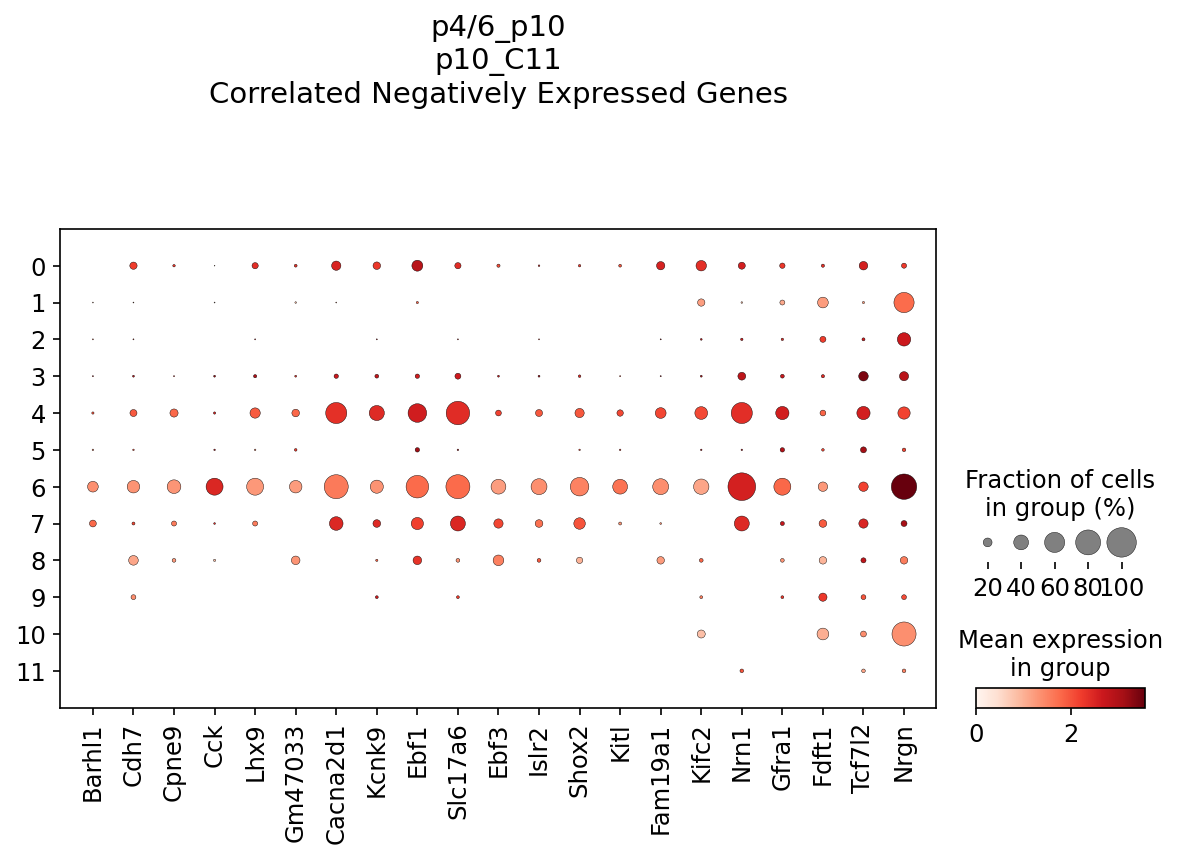 p4/6_p10
p10_C11
Correlated Negatively Expressed Genes
0
1
2
3
4
5
6
7
8
9
10
11
Barhl1
Cdh7
Cpne9
Cck
Lhx9
Gm47033
Cacna2d1
Kcnk9
Ebf1
Slc17a6
Ebf3
Islr2
Shox2
Kitl
Fam19a1
Kifc2
Nrn1
Gfra1
Fdft1
Tcf7l2
Nrgn
Fraction of cells
in group (%)
20 40 60 80 100
Mean expression
in group
0 2